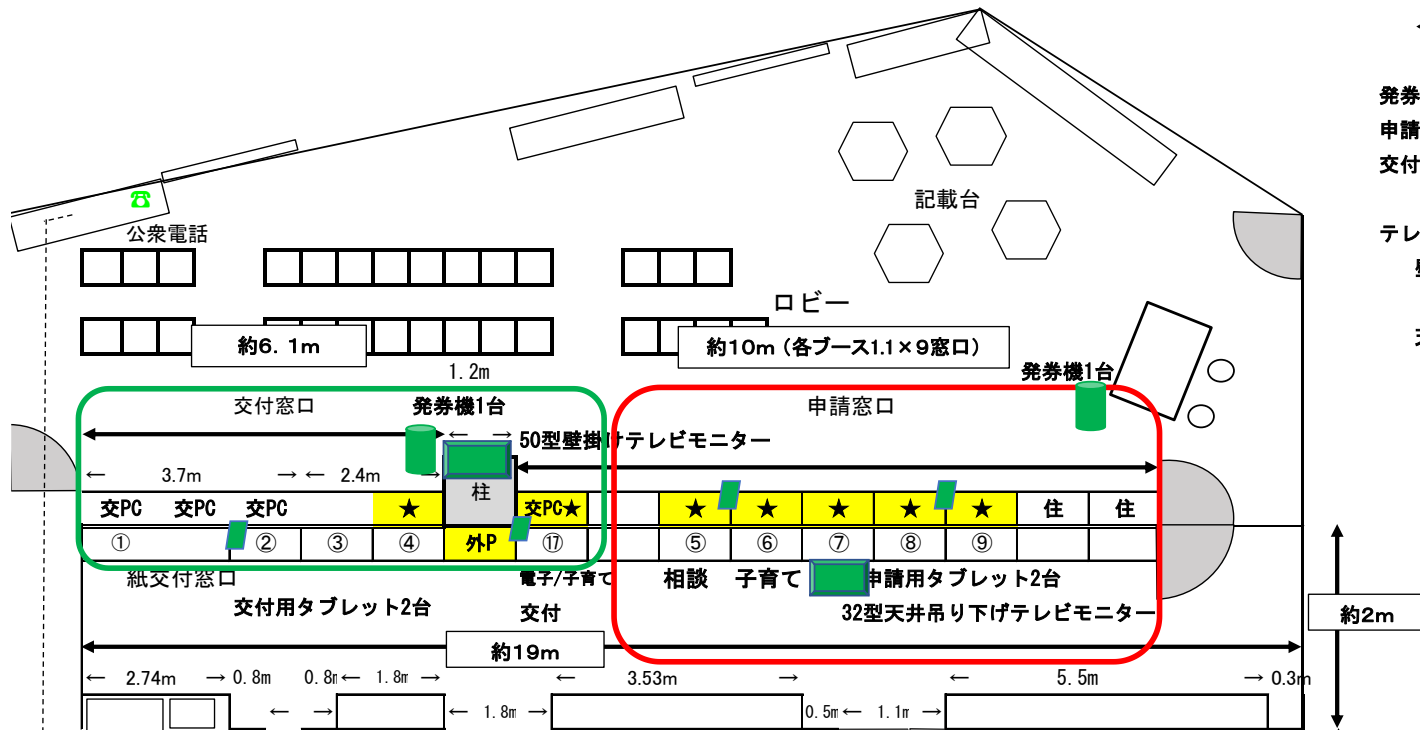 発券
申請
交付
テレ
公衆電話
記載台
ロビー
約6.1m
約10m（各ブース1.1×9窓口）
1.2m
発券機1台
交付窓口
発券機1台
申請窓口
← →
50型壁掛けテレビモニター
← 3.7m → ← 2.4m →
柱
交PC 交PC 交PC ★ 交PC★ ★ ★ ★ ★ ★ 住 住
① ② ③ ④ 外P ⑰ ⑤ ⑥ ⑦ ⑧ ⑨
紙交付窓口 電子/子育て 相談 子育て 申請用タブレット2台
交付用タブレット2台 交付 32型天井吊り下げテレビモニター
約2m
約19m
← 2.74m → 0.8m 0.8m ← 1.8m → ← 3.53m → ← 5.5m → 0.3m
← → ← 1.8m → 0.5m ← 1.1m →